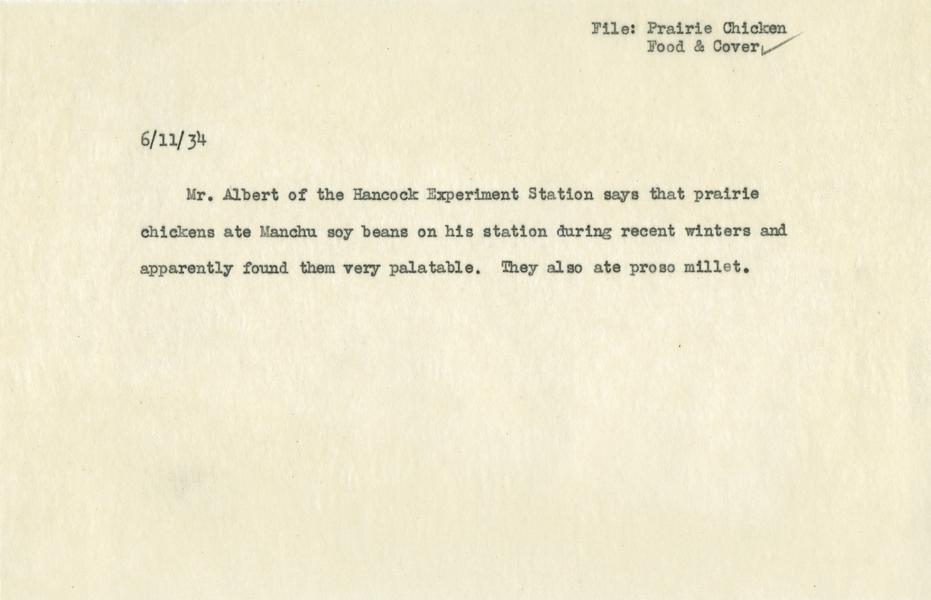 File: Prairie Chicken
Food & Cover
6/11/34
Mr. Albert of the Hancock Experiment Station says that prairie
chickens ate Manchu soy beans on his station during recent winters and
apparently found them very palatable. They also ate proso millet.